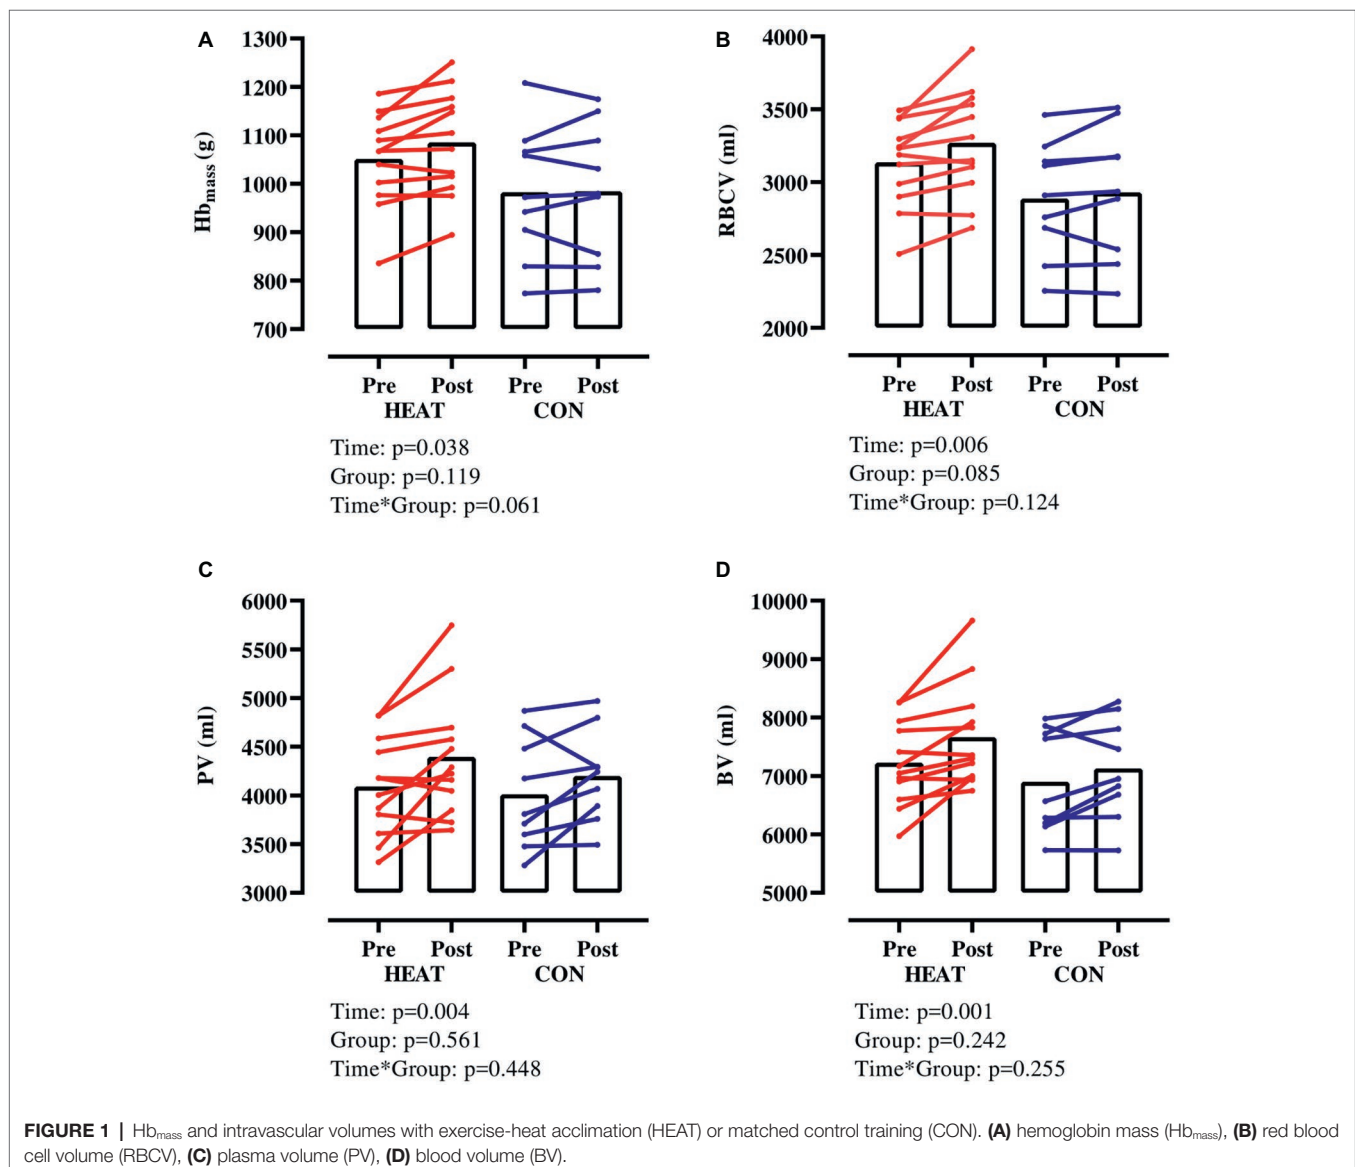 A
Hbmass (g)
1300
1200
1100
1000
900
800
700
Pre Post Pre Post
HEAT CON
Time: p=0.038
Group: p=0.119
Time*Group: p=0.061
B
RBCV (ml)
4000
3500
3000
2500
2000
Pre Post Pre Post
HEAT CON
Time: p=0.006
Group: p=0.085
Time*Group: p=0.124
C
PV (ml)
6000
5500
5000
4500
4000
3500
3000
Pre Post Pre Post
HEAT CON
Time: p=0.004
Group: p=0.561
Time*Group: p=0.448
D
BV (ml)
10000
9000
8000
7000
6000
5000
Pre Post Pre Post
HEAT CON
Time: p=0.001
Group: p=0.242
Time*Group: p=0.255
FIGURE 1 | Hbmass and intravascular volumes with exercise-heat acclimation (HEAT) or matched control training (CON). (A) hemoglobin mass (Hbmass), (B) red blood
cell volume (RBCV), (C) plasma volume (PV), (D) blood volume (BV).